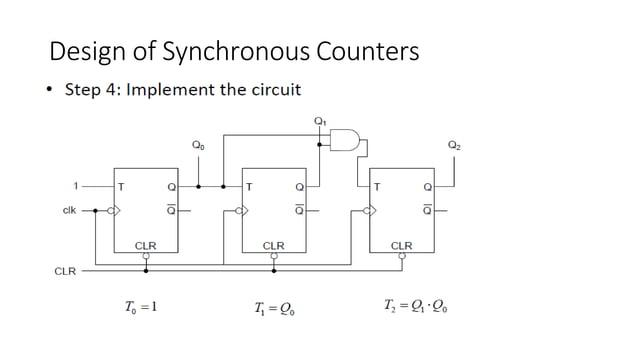 Design of Synchronous Counters
• Step 4: Implement the circuit
Q₁
Q₀
Q₂
1 T Q T Q T Q
clk Q̅ Q̅ Q̅
CLR CLR CLR
CLR
T₀ = 1
T₁ = Q₀
T₂ = Q₁ · Q₀